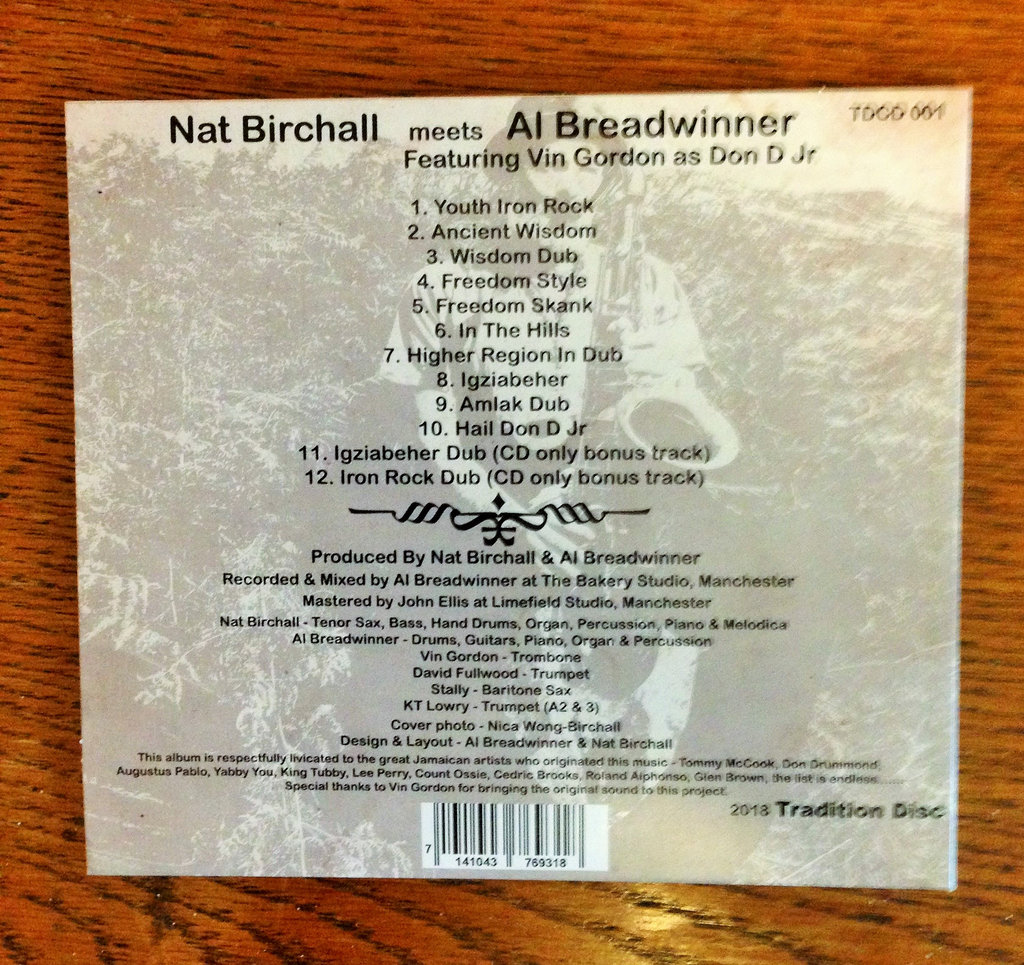 TDCD 001
Nat Birchall meets Al Breadwinner
Featuring Vin Gordon as Don D Jr
1. Youth Iron Rock
2. Ancient Wisdom
3. Wisdom Dub
4. Freedom Style
5. Freedom Skank
6. In The Hills
7. Higher Region In Dub
8. Igziabeher
9. Amlak Dub
10. Hail Don D Jr
11. Igziabeher Dub (CD only bonus track)
12. Iron Rock Dub (CD only bonus track)
Produced By Nat Birchall & Al Breadwinner
Recorded & Mixed by Al Breadwinner at The Bakery Studio, Manchester
Mastered by John Ellis at Limefield Studio, Manchester
Nat Birchall - Tenor Sax, Bass, Hand Drums, Organ, Percussion, Piano & Melodica
Al Breadwinner - Drums, Guitars, Piano, Organ & Percussion
Vin Gordon - Trombone
David Fullwood - Trumpet
Stally - Baritone Sax
KT Lowry - Trumpet (A2 & 3)
Cover photo - Nica Wong-Birchall
Design & Layout - Al Breadwinner & Nat Birchall
This album is respectfully livicated to the great Jamaican artists who originated this music - Tommy McCook, Don Drummond,
Augustus Pablo, Yabby You, King Tubby, Lee Perry, Count Ossie, Cedric Brooks, Roland Alphonso, Glen Brown, the list is endless......
Special thanks to Vin Gordon for bringing the original sound to this project.
2018 Tradition Disc
7 141043 769318